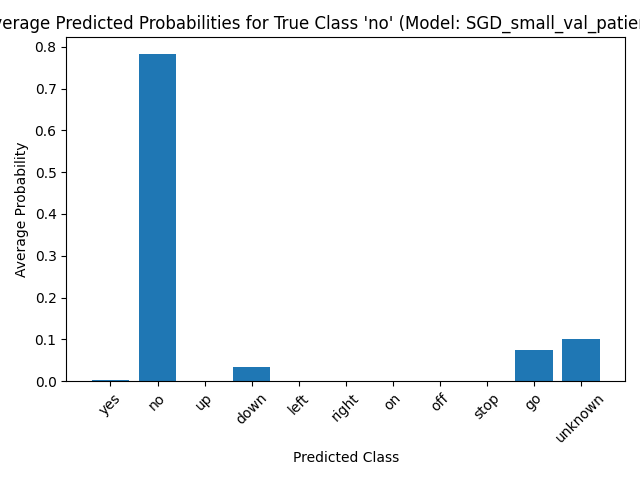 verage Predicted Probabilities for True Class 'no' (Model: SGD_small_val_patien
0.8
0.7
0.6
0.5
0.4
0.3
0.2
0.1
0.0
Average Probability
yes
no
up
down
left
right
on
off
stop
go
unknown
Predicted Class